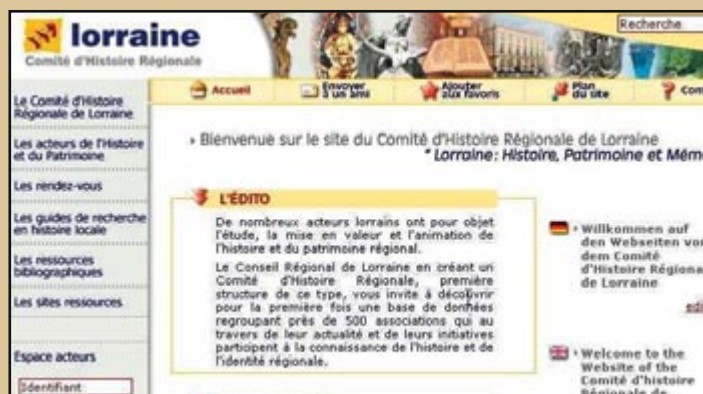 lorraine
Comité d'Histoire Régionale
Recherche
Accueil
Envoyer à un ami
Ajouter aux favoris
Plan du site
Con
Le Comité d'Histoire
Régionale de Lorraine
Les acteurs de l'Histoire
et du Patrimoine
Les rendez-vous
Les guides de recherche
en histoire locale
Les ressources
bibliographiques
Les sites ressources
Espace acteurs
Identifiant
› Bienvenue sur le site du Comité d'Histoire Régionale de Lorraine
" Lorraine: Histoire, Patrimoine et Mém
L'ÉDITO
De nombreux acteurs lorrains ont pour objet
l'étude, la mise en valeur et l'animation de
l'histoire et du patrimoine régional.
Le Conseil Régional de Lorraine en créant un
Comité d'Histoire Régionale, première
structure de ce type, vous invite à découvrir
pour la première fois une base de données
regroupant près de 500 associations qui au
travers de leur actualité et de leurs initiatives
participent à la connaissance de l'histoire et de
l'identité régionale.
› Willkommen auf
den Webseiten von
dem Comité
d'Histoire Régiona
de Lorraine
edi
› Welcome to the
Website of the
Comité d'histoire
Régionale de